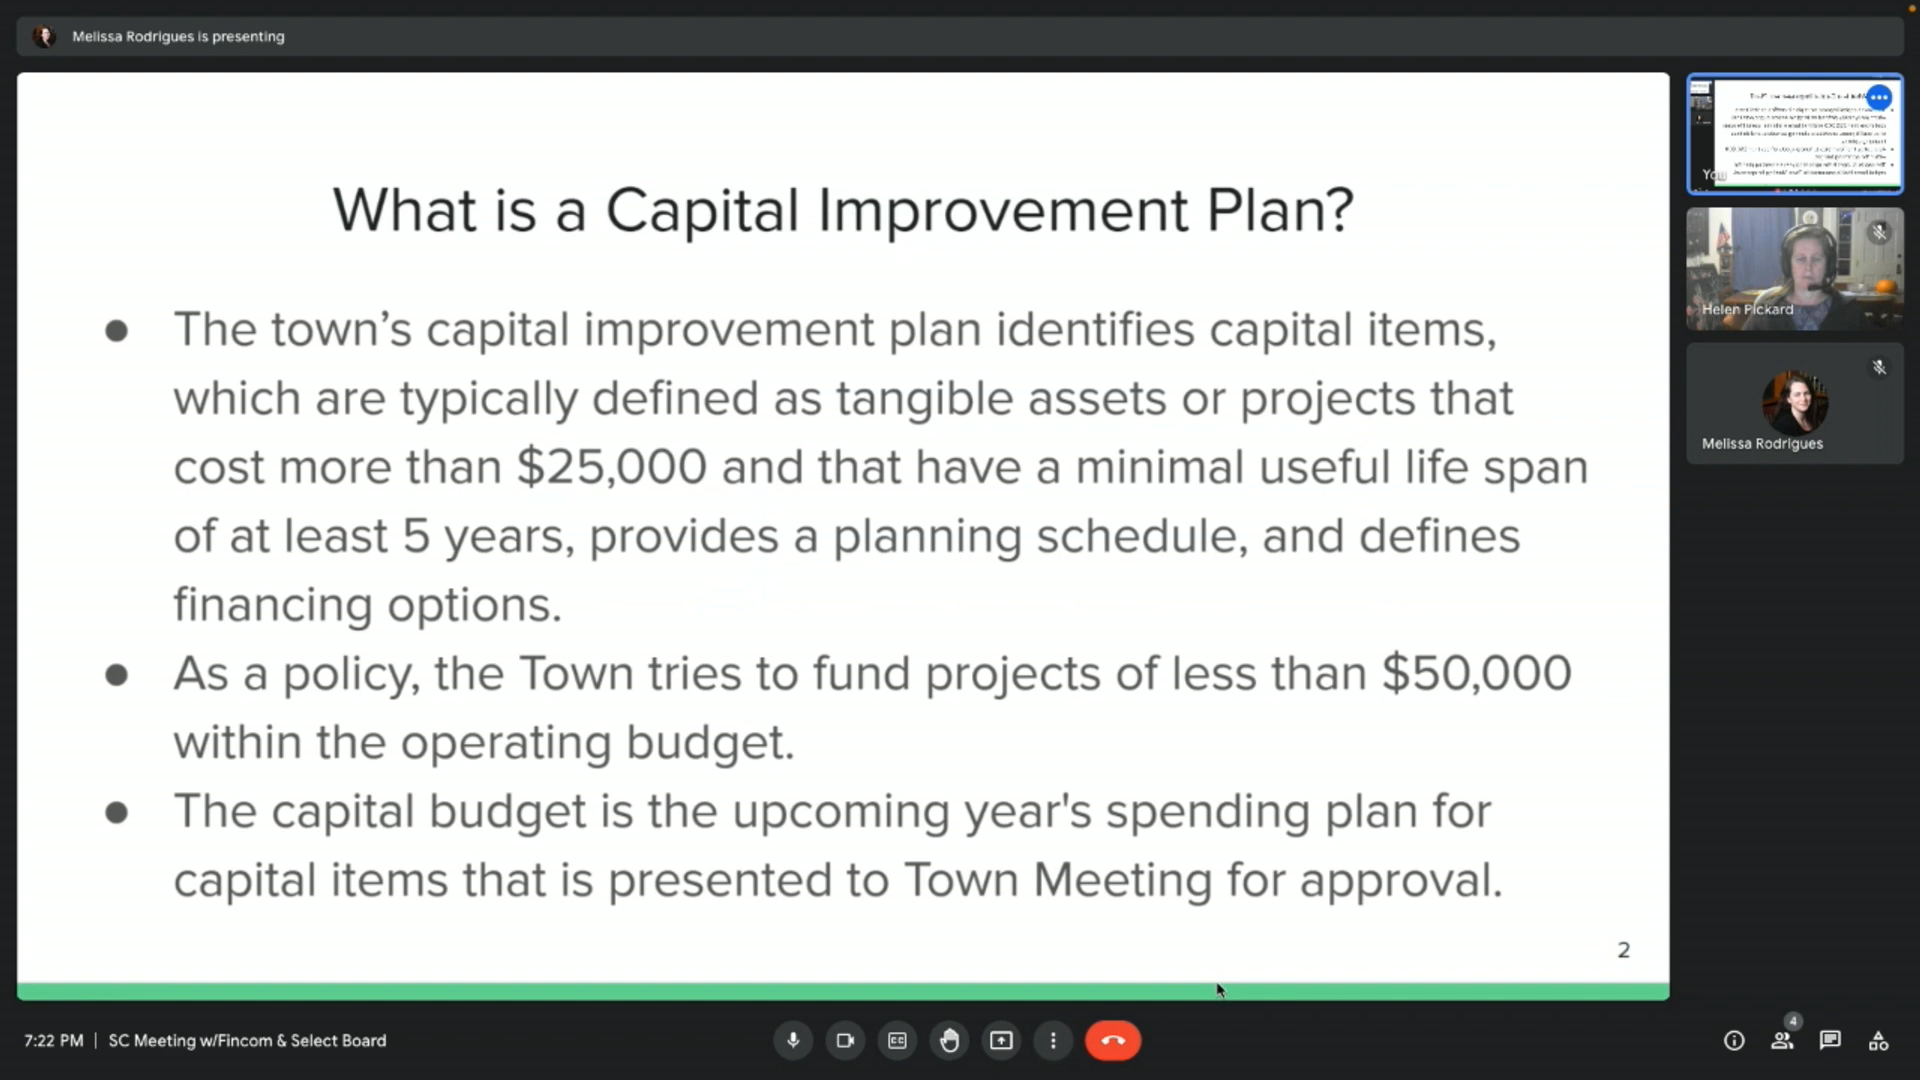 Melissa Rodrigues is presenting
What is a Capital Improvement Plan?
● The town’s capital improvement plan identifies capital items,
which are typically defined as tangible assets or projects that
cost more than $25,000 and that have a minimal useful life span
of at least 5 years, provides a planning schedule, and defines
financing options.
● As a policy, the Town tries to fund projects of less than $50,000
within the operating budget.
● The capital budget is the upcoming year's spending plan for
capital items that is presented to Town Meeting for approval.
2
You
Helen Pickard
Melissa Rodrigues
7:22 PM | SC Meeting w/Fincom & Select Board
CC
4